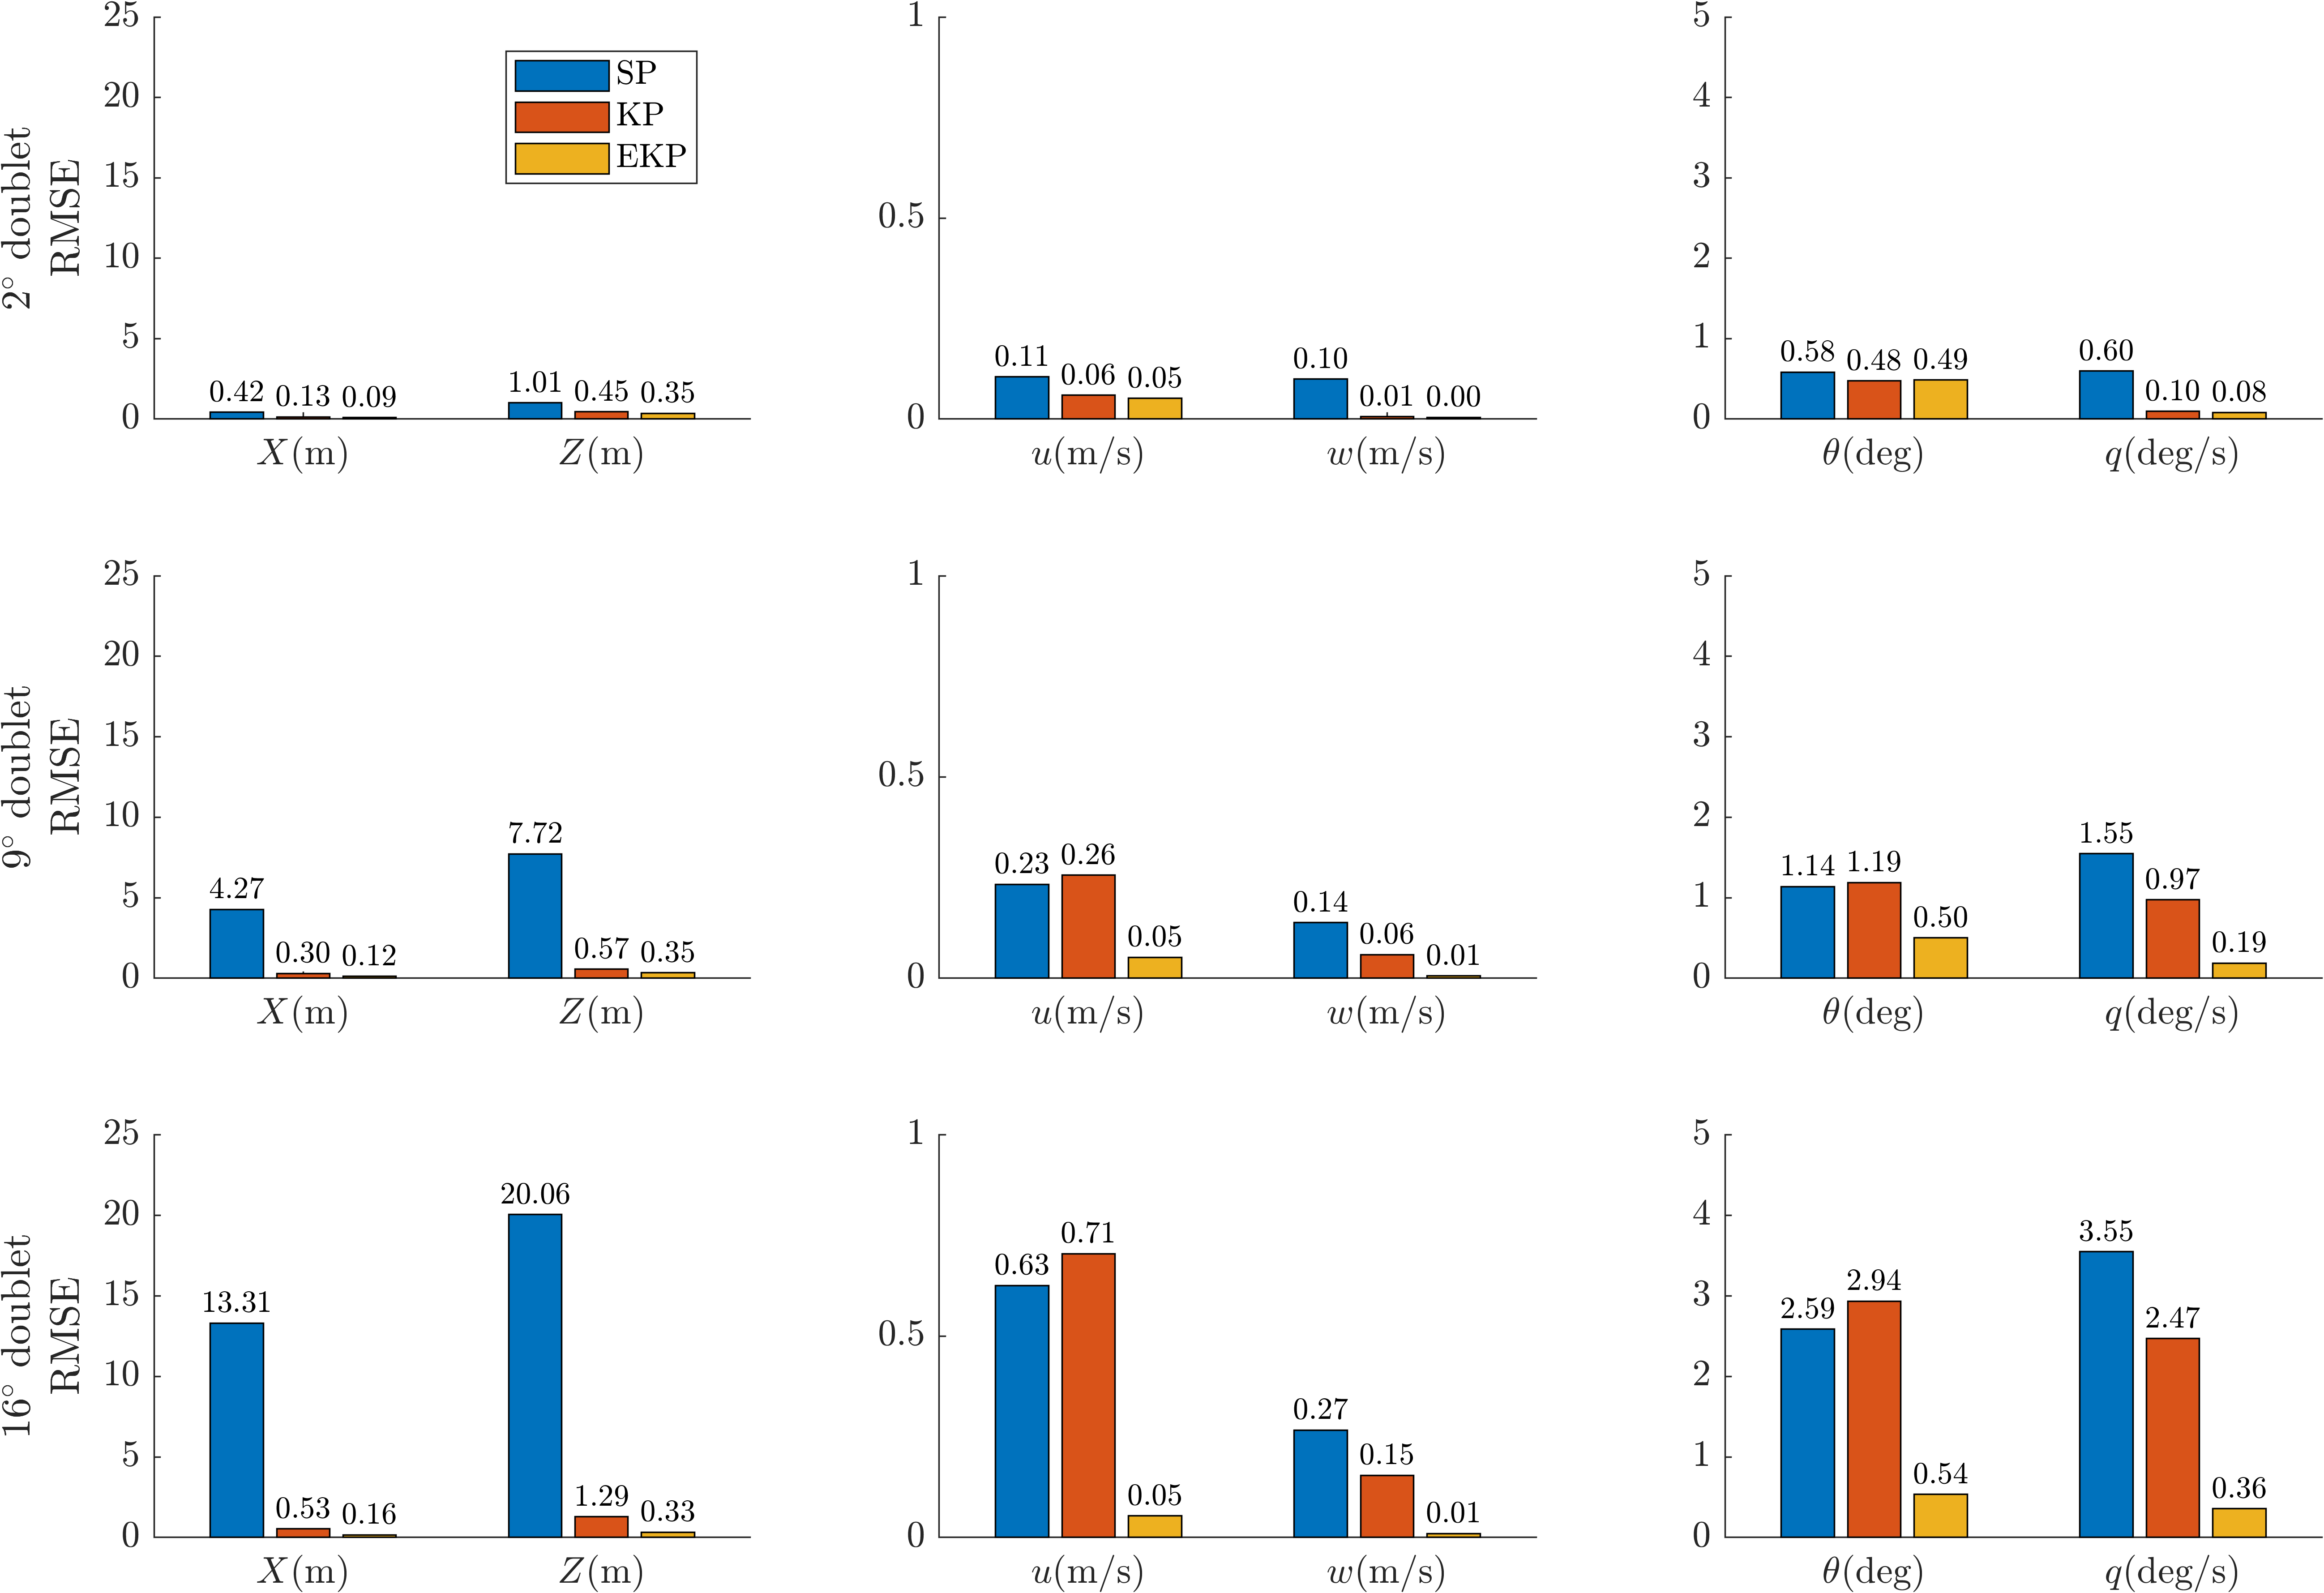 2° doublet
RMSE
25
20
15
10
5
0
SP
KP
EKP
0.42 0.13 0.09
1.01 0.45 0.35
X(m) Z(m)
1
0.5
0
0.11 0.06 0.05
0.10 0.01 0.00
u(m/s) w(m/s)
5
4
3
2
1
0
0.58 0.48 0.49
0.60 0.10 0.08
θ(deg) q(deg/s)
9° doublet
RMSE
25
20
15
10
5
0
4.27 0.30 0.12
7.72 0.57 0.35
X(m) Z(m)
1
0.5
0
0.23 0.26 0.05
0.14 0.06 0.01
u(m/s) w(m/s)
5
4
3
2
1
0
1.14 1.19 0.50
1.55 0.97 0.19
θ(deg) q(deg/s)
16° doublet
RMSE
25
20
15
10
5
0
13.31 0.53 0.16
20.06 1.29 0.33
X(m) Z(m)
1
0.5
0
0.63 0.71 0.05
0.27 0.15 0.01
u(m/s) w(m/s)
5
4
3
2
1
0
2.59 2.94 0.54
3.55 2.47 0.36
θ(deg) q(deg/s)